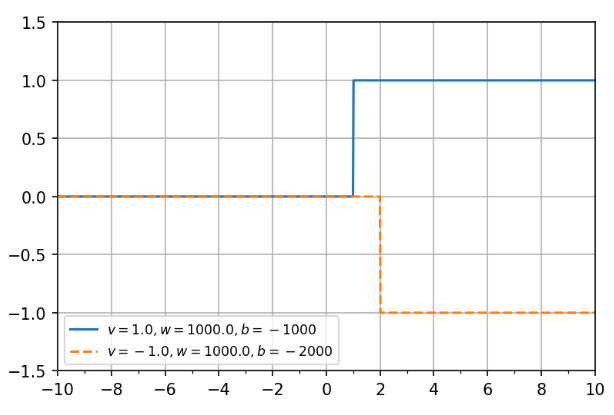 1.5
1.0
0.5
0.0
−0.5
−1.0
−1.5
v = 1.0, w = 1000.0, b = −1000
v = −1.0, w = 1000.0, b = −2000
−10 −8 −6 −4 −2 0 2 4 6 8 10